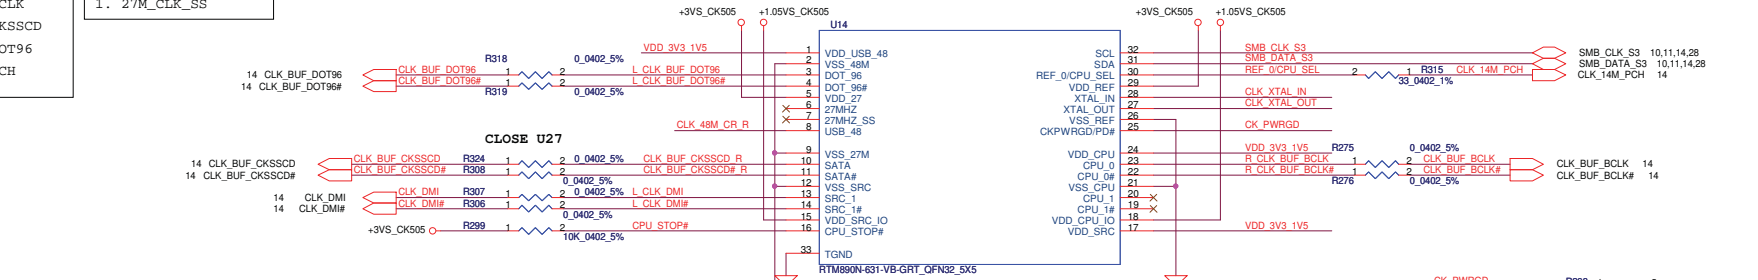 CLK
KSSCD
OT96
CH
1. 27M_CLK_SS
+3VS_CK505 +1.05VS_CK505
+3VS_CK505 +1.05VS_CK505
U14
VDD_3V3_1V5 1 VDD_USB_48
2 VSS_48M
14 CLK_BUF_DOT96 CLK_BUF_DOT96 R318 1 2 0_0402_5% L_CLK_BUF_DOT96 3 DOT_96
14 CLK_BUF_DOT96# CLK_BUF_DOT96# R319 1 2 0_0402_5% L_CLK_BUF_DOT96# 4 DOT_96#
5 VDD_27
6 27MHZ
7 27MHZ_SS
CLK_48M_CR_R 8 USB_48
CLOSE U27
9 VSS_27M
14 CLK_BUF_CKSSCD CLK_BUF_CKSSCD R324 1 2 0_0402_5% CLK_BUF_CKSSCD_R 10 SATA
14 CLK_BUF_CKSSCD# CLK_BUF_CKSSCD# R308 1 2 0_0402_5% CLK_BUF_CKSSCD#_R 11 SATA#
12 VSS_SRC
14 CLK_DMI CLK_DMI R307 1 2 0_0402_5% L_CLK_DMI 13 SRC_1
14 CLK_DMI# CLK_DMI# R306 1 2 0_0402_5% L_CLK_DMI# 14 SRC_1#
15 VDD_SRC_IO
+3VS_CK505 R299 1 2 10K_0402_5% CPU_STOP# 16 CPU_STOP#
33 TGND
RTM890N-631-VB-GRT_QFN32_5X5
SCL 32 SMB_CLK_S3 SMB_CLK_S3 10,11,14,28
SDA 31 SMB_DATA_S3 SMB_DATA_S3 10,11,14,28
REF_0/CPU_SEL 30 REF_0/CPU_SEL 2 1 R315 33_0402_1% CLK_14M_PCH CLK_14M_PCH 14
VDD_REF 29
XTAL_IN 28 CLK_XTAL_IN
XTAL_OUT 27 CLK_XTAL_OUT
VSS_REF 26
CKPWRGD/PD# 25 CK_PWRGD
VDD_CPU 24 VDD_3V3_1V5
CPU_0 23 R_CLK_BUF_BCLK R275 1 2 0_0402_5% CLK_BUF_BCLK CLK_BUF_BCLK 14
CPU_0# 22 R_CLK_BUF_BCLK# R276 1 2 0_0402_5% CLK_BUF_BCLK# CLK_BUF_BCLK# 14
VSS_CPU 21
CPU_1 20
CPU_1# 19
VDD_CPU_IO 18
VDD_SRC 17 VDD_3V3_1V5